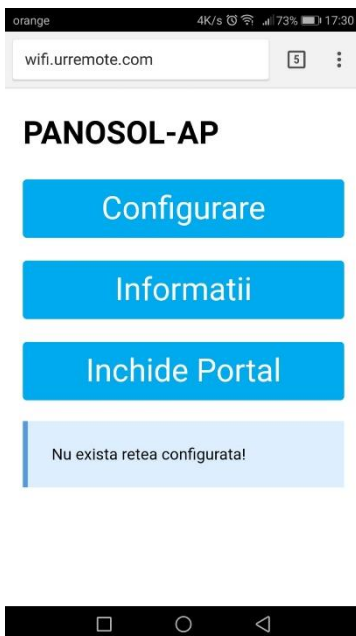 orange 4K/s 73% 17:30
wifi.urremote.com 5
PANOSOL-AP
Configurare
Informatii
Inchide Portal
Nu exista retea configurata!